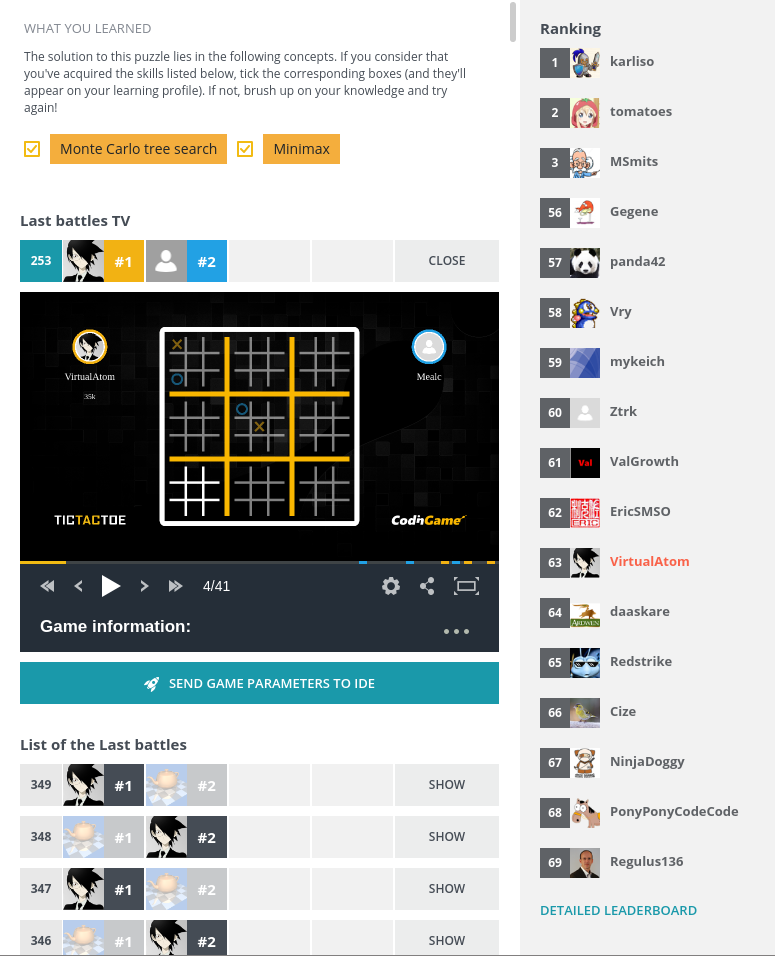 WHAT YOU LEARNED
The solution to this puzzle lies in the following concepts. If you consider that
you've acquired the skills listed below, tick the corresponding boxes (and they'll
appear on your learning profile). If not, brush up on your knowledge and try
again!
Monte Carlo tree search
Minimax
Last battles TV
253 #1 #2 CLOSE
VirtualAtom
35k
Mealc
TICTACTOE
CodinGame
4/41
Game information:
SEND GAME PARAMETERS TO IDE
List of the Last battles
349 #1 #2 SHOW
348 #1 #2 SHOW
347 #1 #2 SHOW
346 #1 #2 SHOW
Ranking
1 karliso
2 tomatoes
3 MSmits
56 Gegene
57 panda42
58 Vry
59 mykeich
60 Ztrk
61 Val ValGrowth
62 ERIC EricSMSO
63 VirtualAtom
64 ARDWEN daaskare
65 Redstrike
66 Cize
67 NinjaDoggy
68 PonyPonyCodeCode
69 Regulus136
DETAILED LEADERBOARD